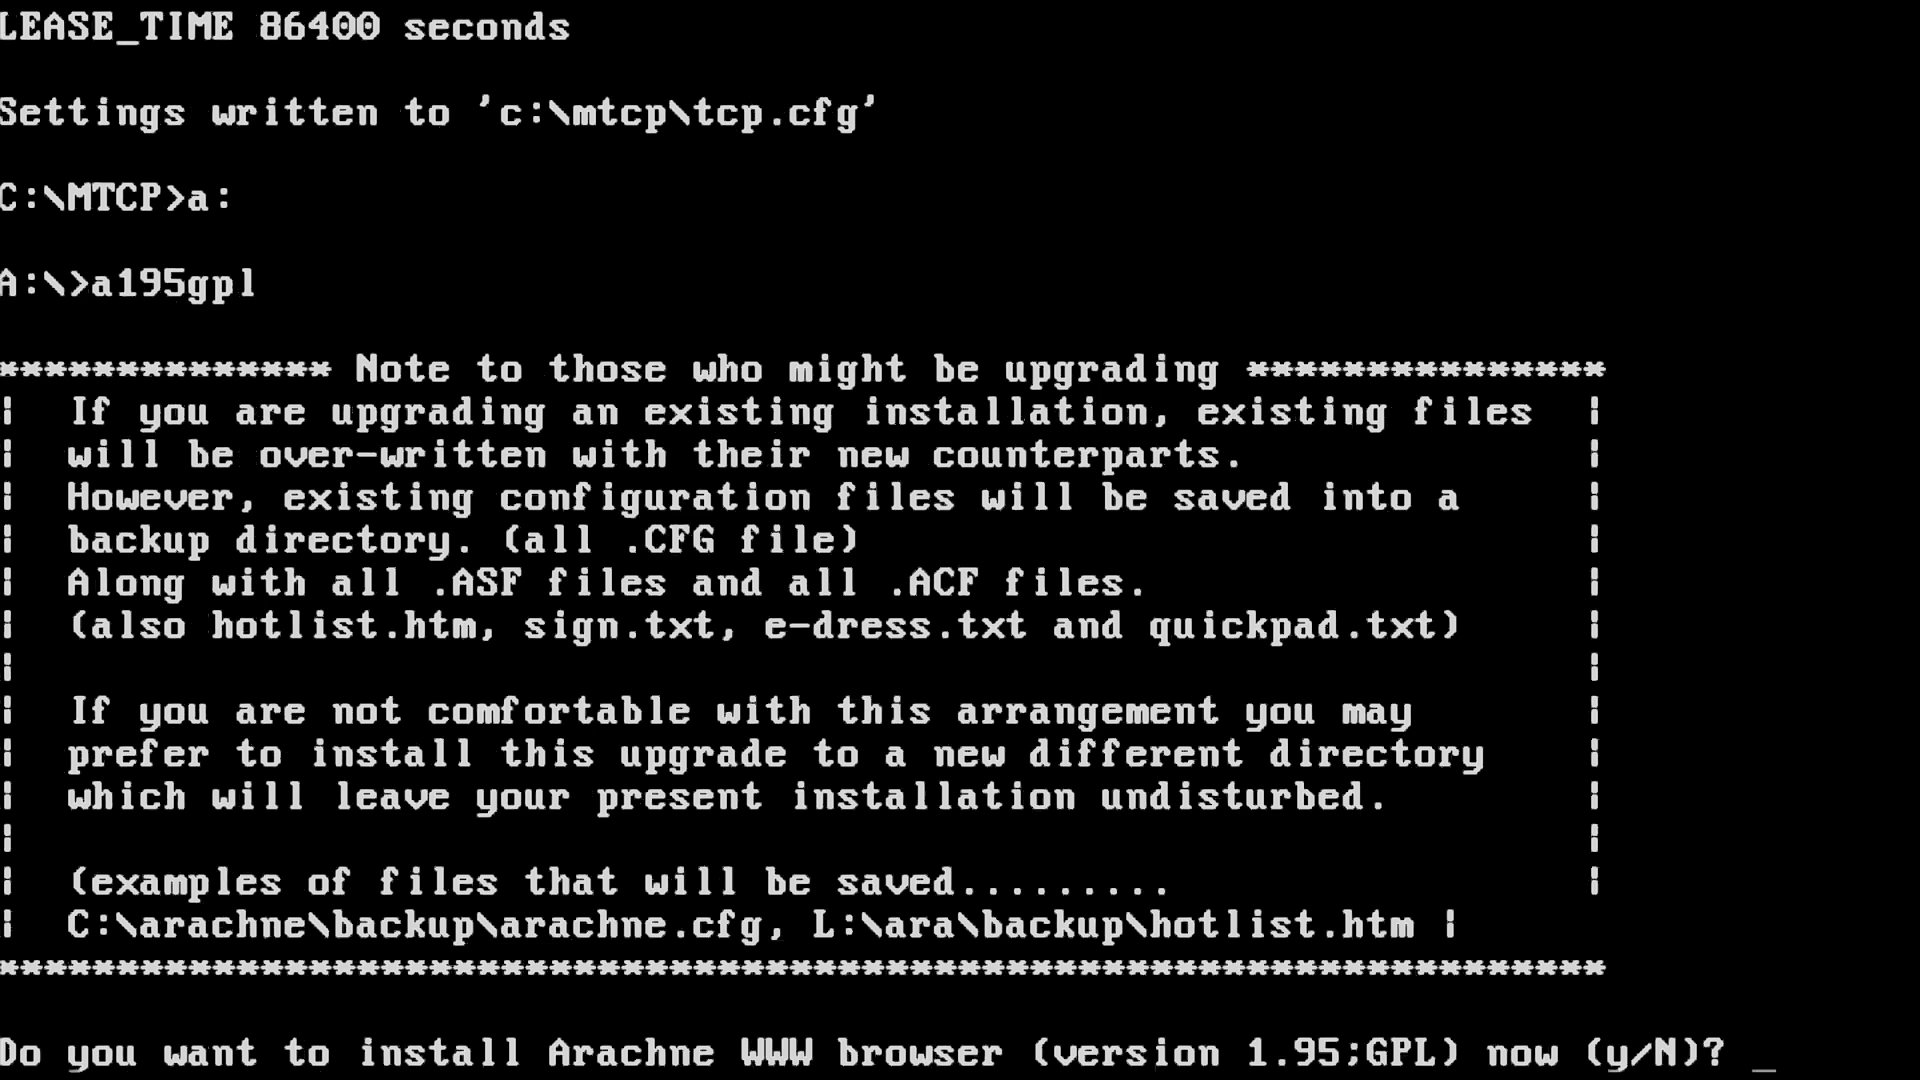 LEASE_TIME 86400 seconds
Settings written to 'c:\mtcp\tcp.cfg'
C:\MTCP>a:
A:\>a195gpl
************** Note to those who might be upgrading ***************
¦  If you are upgrading an existing installation, existing files  ¦
¦  will be over-written with their new counterparts.              ¦
¦  However, existing configuration files will be saved into a     ¦
¦  backup directory. (all .CFG file)                              ¦
¦  Along with all .ASF files and all .ACF files.                  ¦
¦  (also hotlist.htm, sign.txt, e-dress.txt and quickpad.txt)     ¦
¦                                                                 ¦
¦  If you are not comfortable with this arrangement you may       ¦
¦  prefer to install this upgrade to a new different directory    ¦
¦  which will leave your present installation undisturbed.        ¦
¦                                                                 ¦
¦  (examples of files that will be saved.........                 ¦
¦  C:\arachne\backup\arachne.cfg, L:\ara\backup\hotlist.htm ¦
*******************************************************************
Do you want to install Arachne WWW browser (version 1.95;GPL) now (y/N)? _